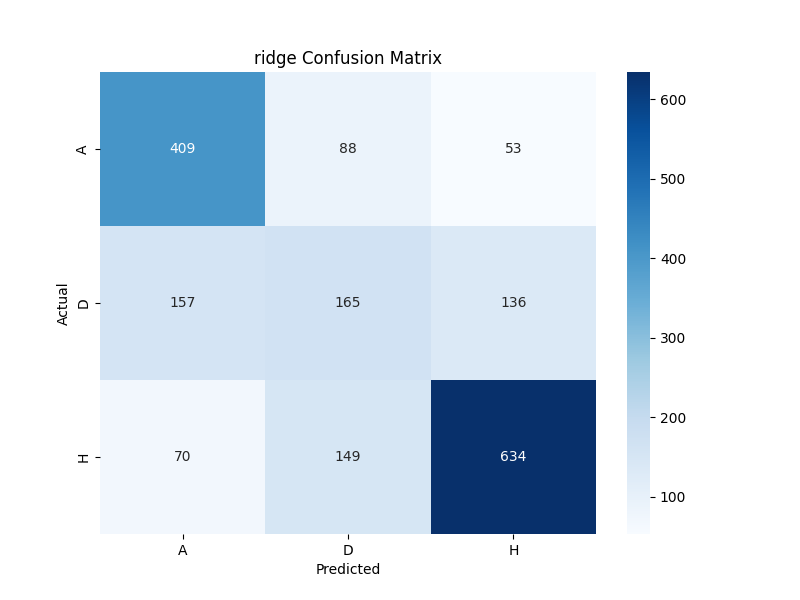 ridge Confusion Matrix
A 409 88 53
D 157 165 136
H 70 149 634
A D H
Predicted
Actual
600
500
400
300
200
100